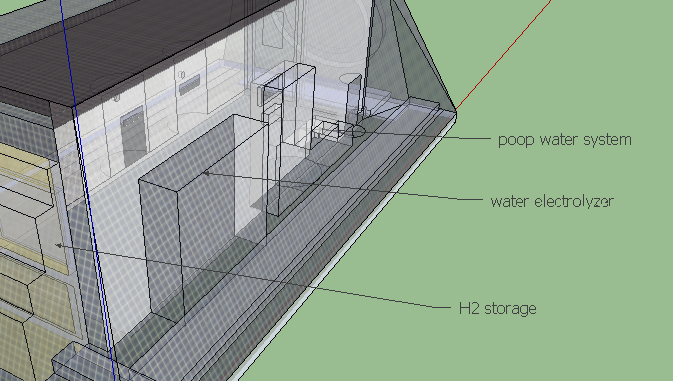 poop water system
water electrolyzer
H2 storage